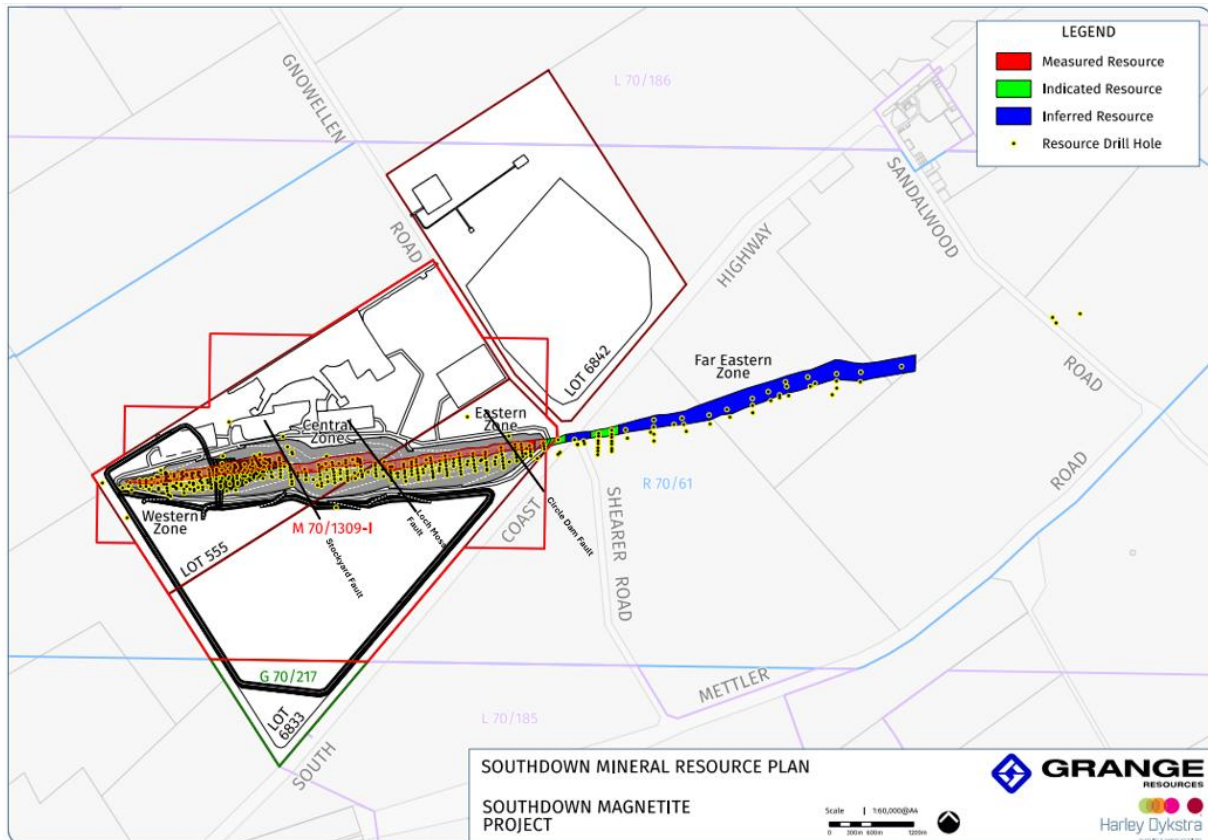 LEGEND
Measured Resource
Indicated Resource
Inferred Resource
Resource Drill Hole
L 70/186
GNOWELLEN
ROAD
SANDALWOOD
ROAD
HIGHWAY
LOT 6842
Far Eastern
Zone
Eastern
Zone
Central
Zone
Western
Zone
M 70/1309-I
LOT 555
Stockyard Fault
Loch Moss
Fault
Circle Dam Fault
COAST
SHEARER ROAD
R 70/61
ROAD
METTLER
G 70/217
LOT
6833
SOUTH
L 70/185
SOUTHDOWN MINERAL RESOURCE PLAN
SOUTHDOWN MAGNETITE
PROJECT
Scale 1:60,000@A4
0 300m 600m 1200m
GRANGE
RESOURCES
Harley Dykstra